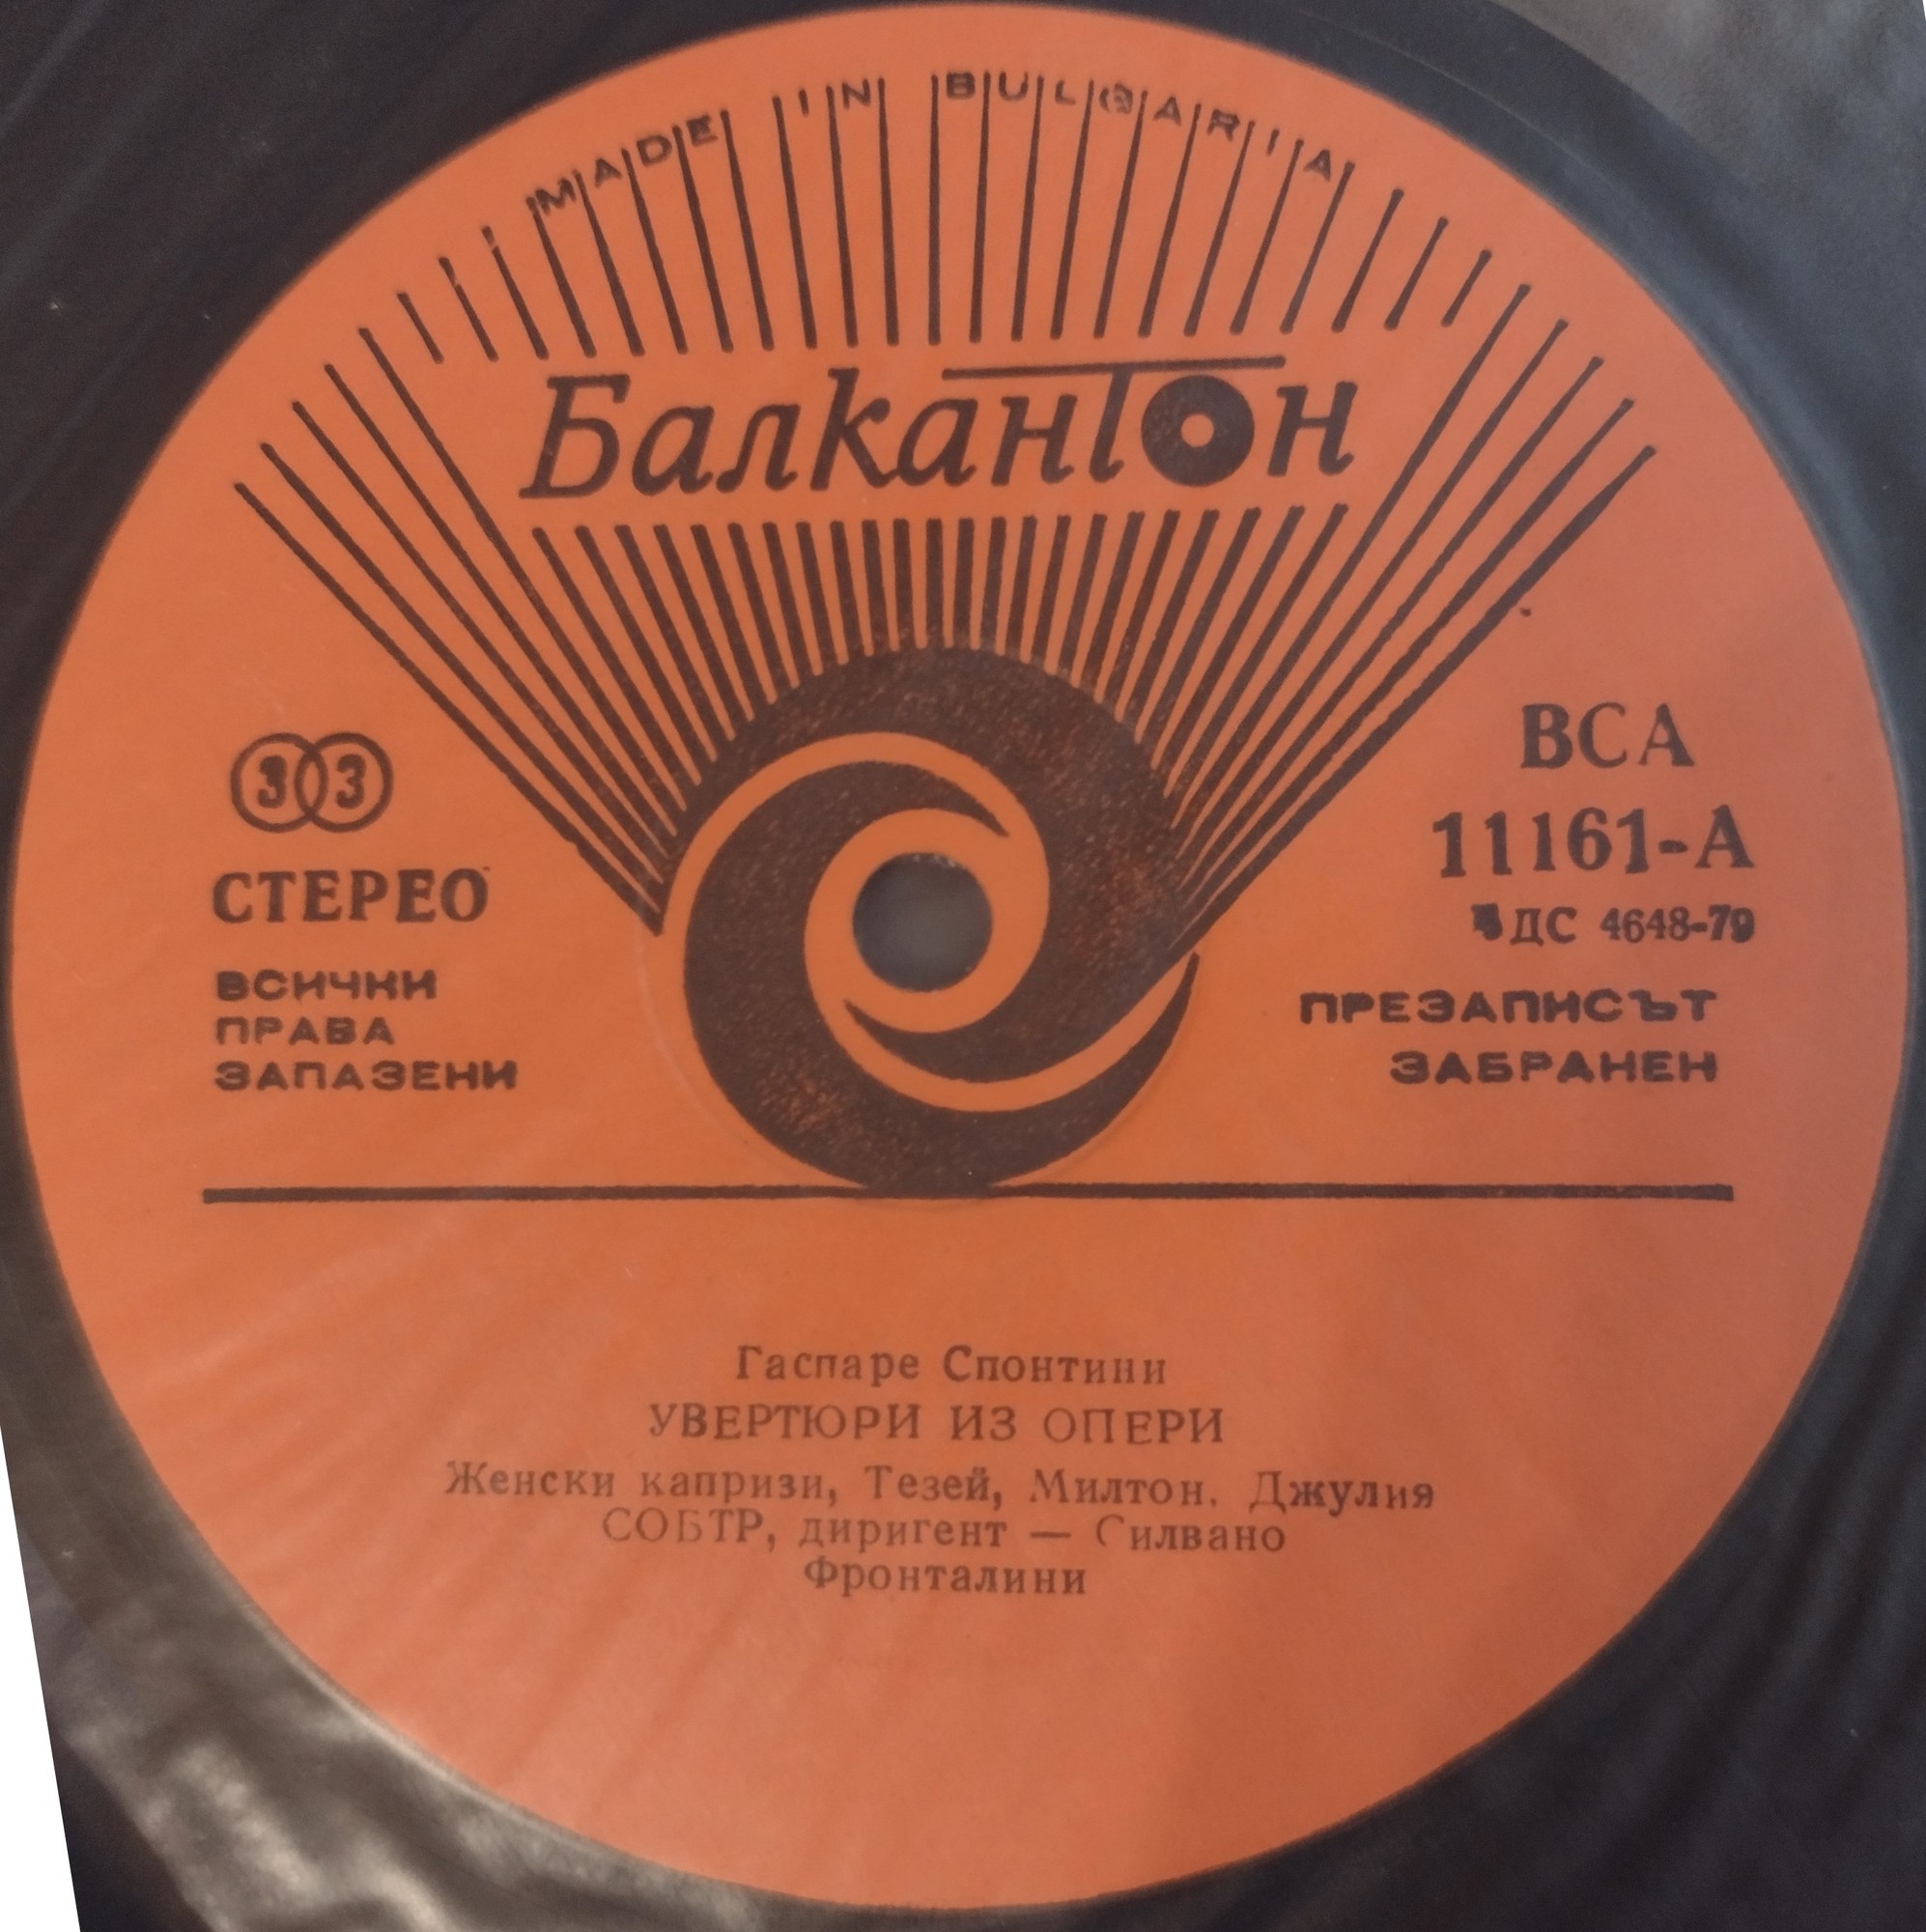 MADE IN BULGARIA
Балкантон
33
СТЕРЕО
ВСИЧКИ
ПРАВА
ЗАПАЗЕНИ
ВСА
11161-А
ДС 4648-79
ПРЕЗАПИСЪТ
ЗАБРАНЕН
Гаспаре Спонтини
УВЕРТЮРИ ИЗ ОПЕРИ
Женски капризи, Тезей, Милтон, Джулия
СОБТР, диригент — Силвано
Фронталини